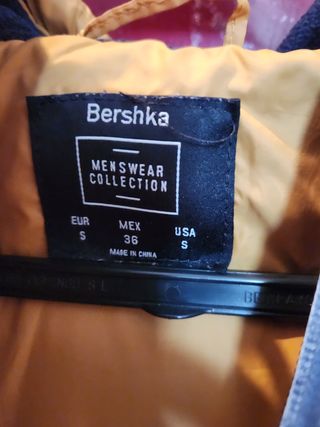 Bershka
MENSWEAR
COLLECTION
EUR MEX USA
S 36 S
MADE IN CHINA